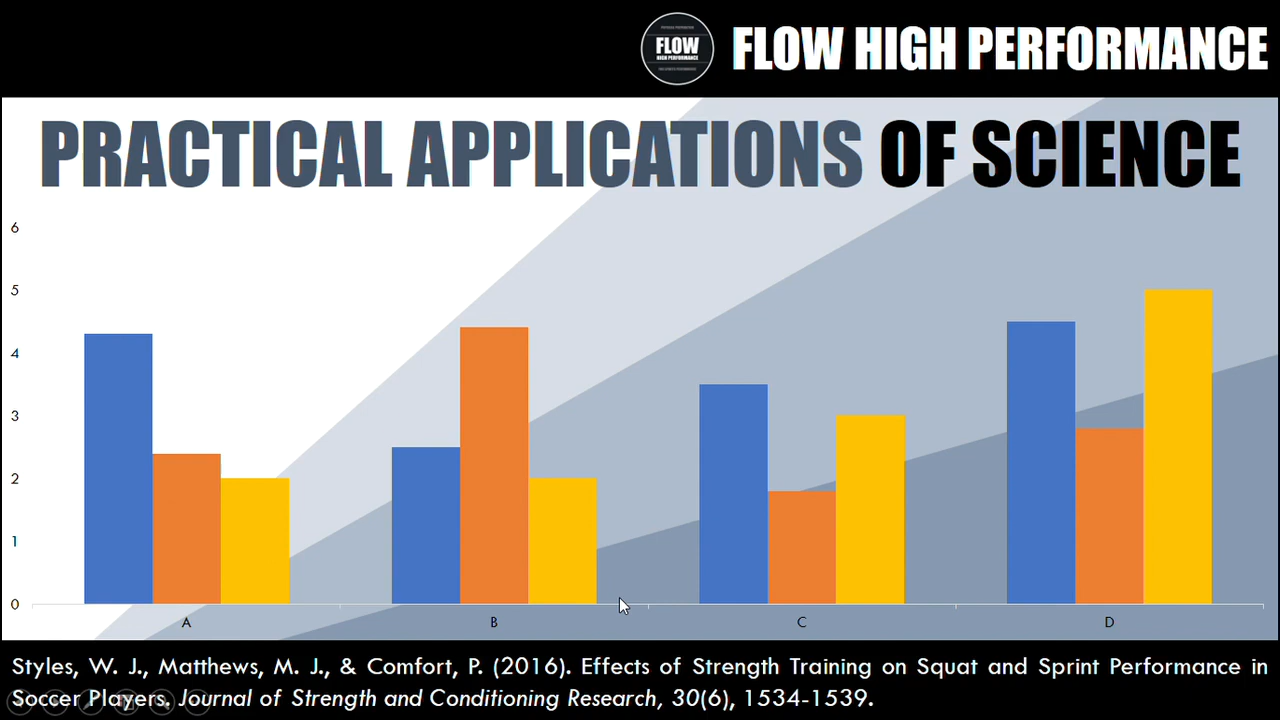 FLOW
HIGH PERFORMANCE
FLOW HIGH PERFORMANCE
PRACTICAL APPLICATIONS OF SCIENCE
6
5
4
3
2
1
0
A B C D
Styles, W. J., Matthews, M. J., & Comfort, P. (2016). Effects of Strength Training on Squat and Sprint Performance in
Soccer Players. Journal of Strength and Conditioning Research, 30(6), 1534-1539.